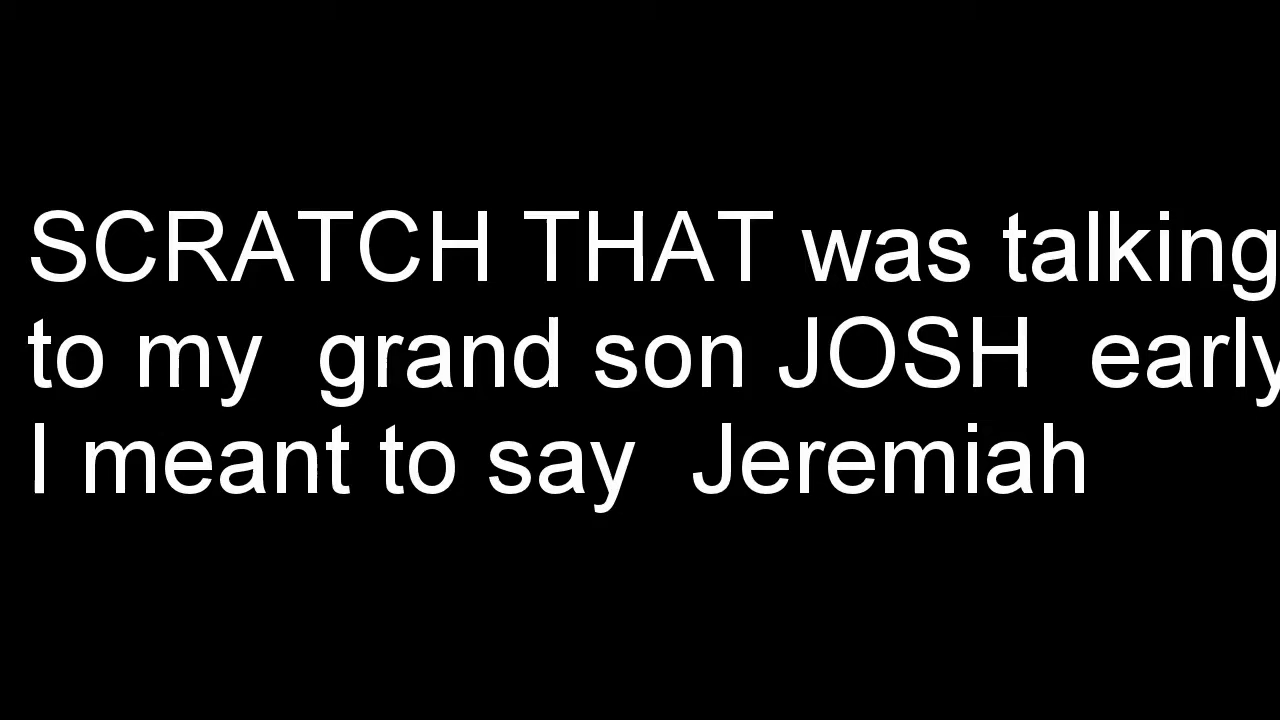 SCRATCH THAT was talking
to my  grand son JOSH  early
I meant to say  Jeremiah